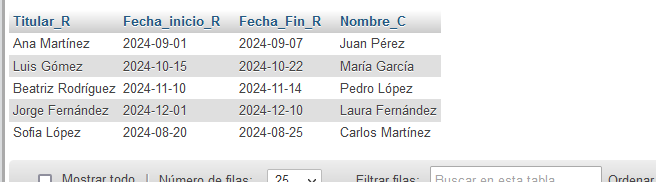 Titular_R Fecha_inicio_R Fecha_Fin_R Nombre_C
Ana Martínez 2024-09-01 2024-09-07 Juan Pérez
Luis Gómez 2024-10-15 2024-10-22 María García
Beatriz Rodríguez 2024-11-10 2024-11-14 Pedro López
Jorge Fernández 2024-12-01 2024-12-10 Laura Fernández
Sofia López 2024-08-20 2024-08-25 Carlos Martínez
Mostrar todo | Número de filas: 25 Filtrar filas: Buscar en esta tabla Ordenar